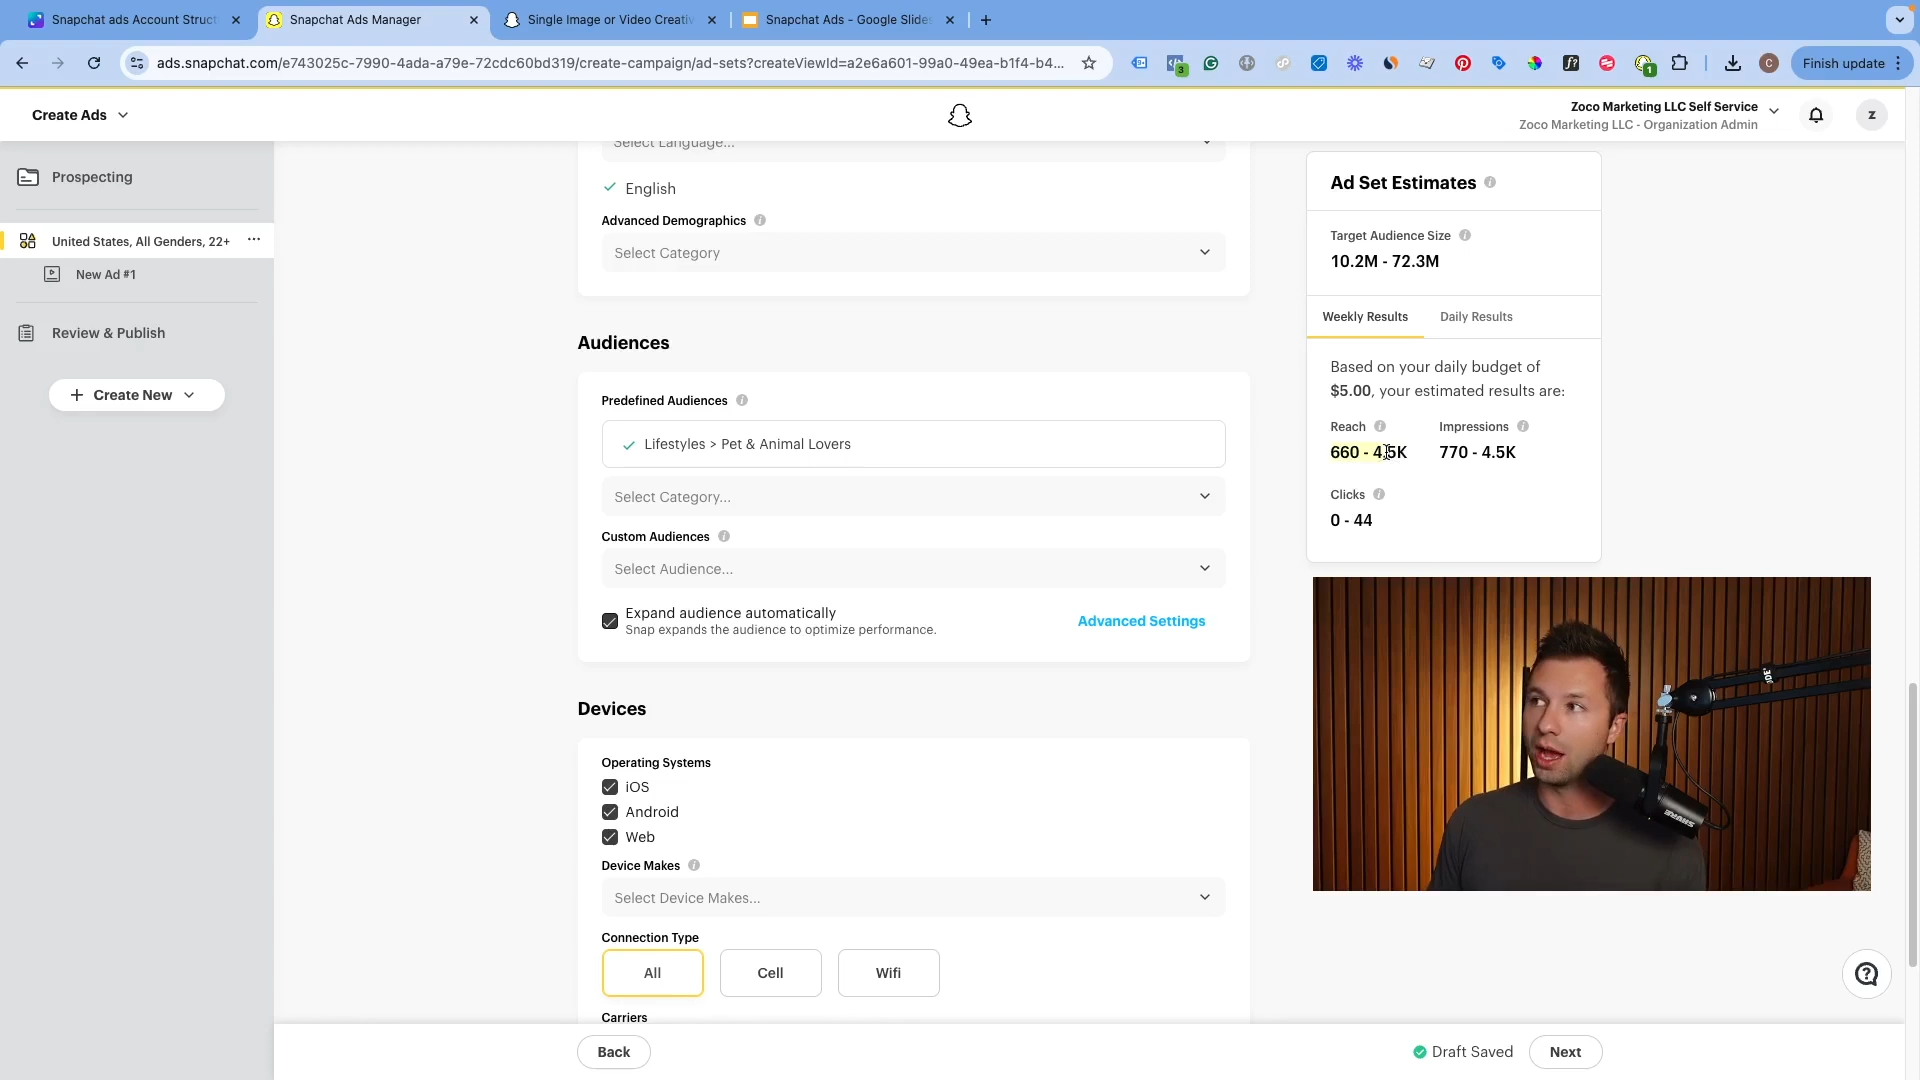 Snapchat ads Account Struct
Snapchat Ads Manager
Single Image or Video Creativ
Snapchat Ads - Google Slides
ads.snapchat.com/e743025c-7990-4ada-a79e-72cdc60bd319/create-campaign/ad-sets?createViewId=a2e6a601-99a0-49ea-b1f4-b4...
3
f?
1
C
Finish update
Create Ads
Zoco Marketing LLC Self Service
Zoco Marketing LLC - Organization Admin
Z
Prospecting
United States, All Genders, 22+
New Ad #1
Review & Publish
+ Create New
Select Language...
English
Advanced Demographics
Select Category
Audiences
Predefined Audiences
Lifestyles > Pet & Animal Lovers
Select Category...
Custom Audiences
Select Audience...
Expand audience automatically
Snap expands the audience to optimize performance.
Advanced Settings
Devices
Operating Systems
iOS
Android
Web
Device Makes
Select Device Makes...
Connection Type
All
Cell
Wifi
Carriers
Back
Draft Saved
Next
Ad Set Estimates
Target Audience Size
10.2M - 72.3M
Weekly Results
Daily Results
Based on your daily budget of
$5.00, your estimated results are:
Reach
Impressions
660 - 4.5K
770 - 4.5K
Clicks
0 - 44
SHURE